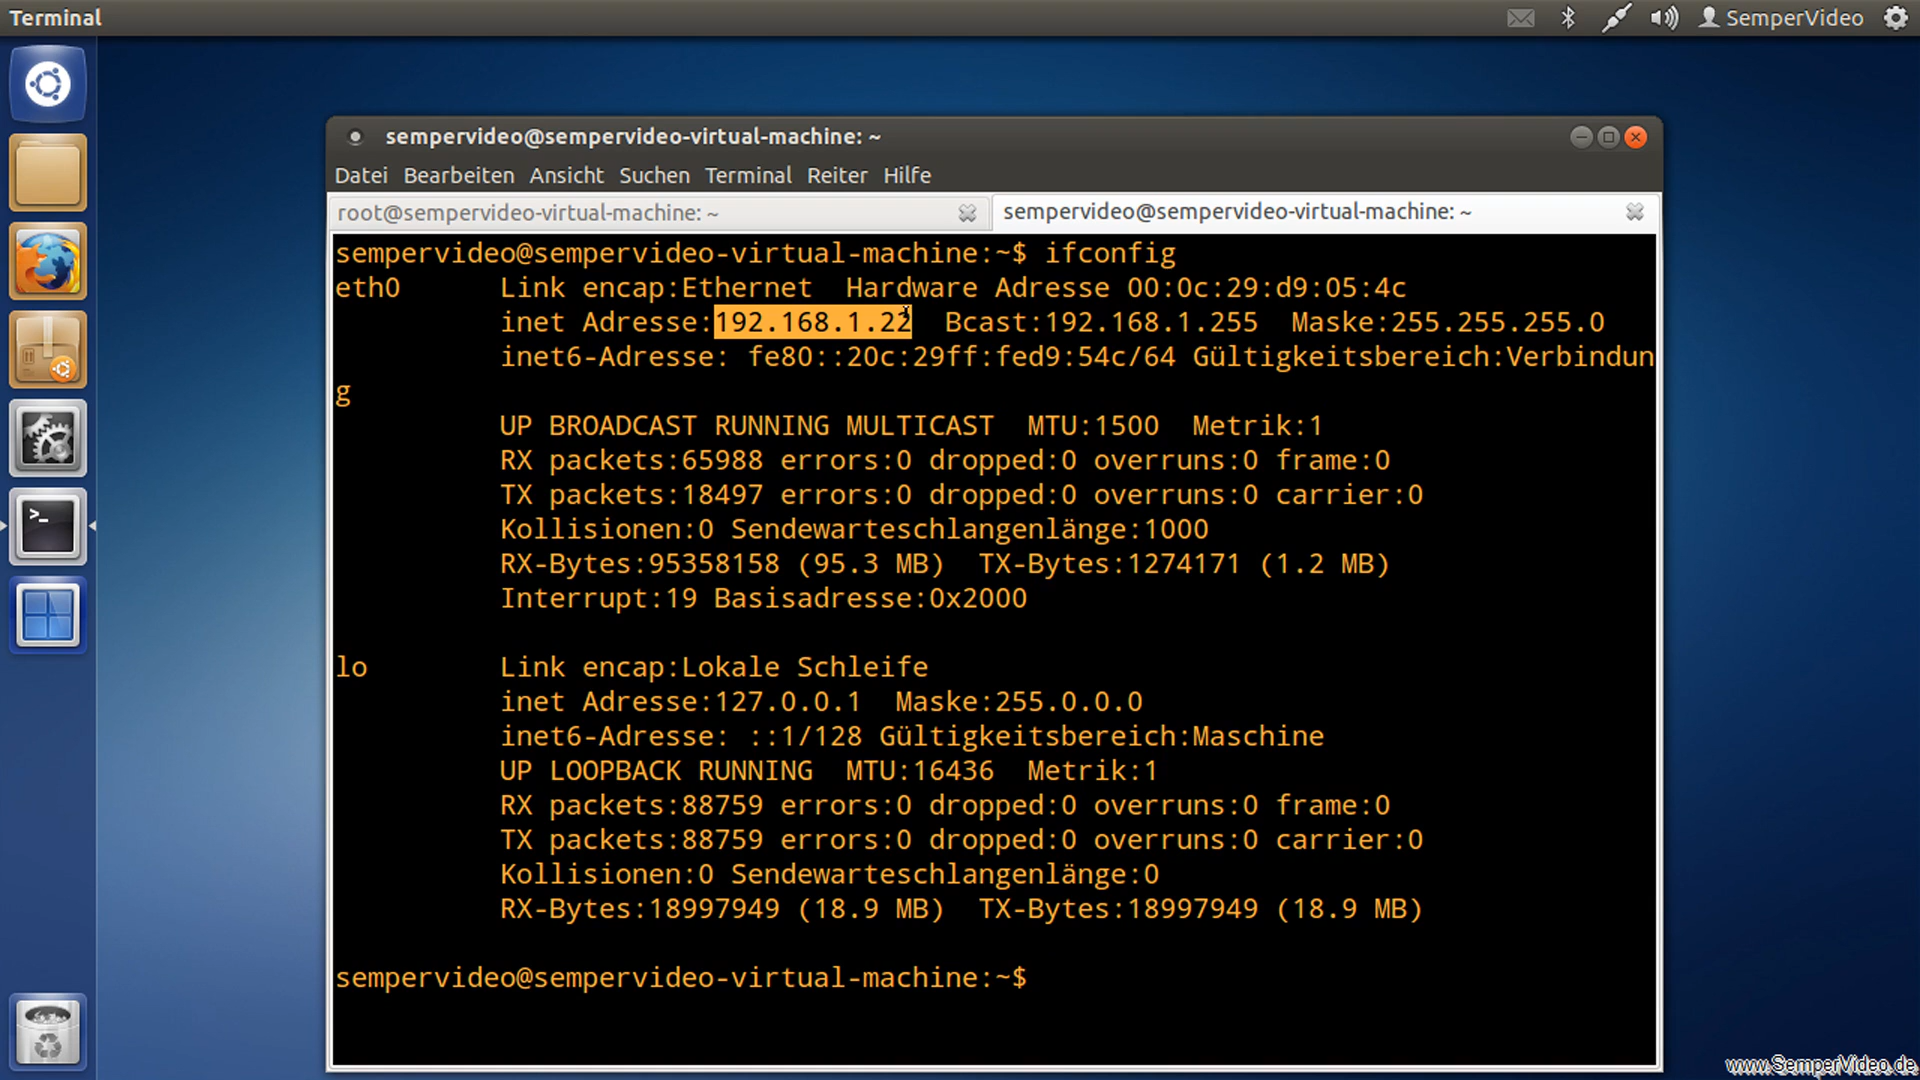 Terminal
SemperVideo
sempervideo@sempervideo-virtual-machine: ~
Datei Bearbeiten Ansicht Suchen Terminal Reiter Hilfe
root@sempervideo-virtual-machine: ~
sempervideo@sempervideo-virtual-machine: ~
sempervideo@sempervideo-virtual-machine:~$ ifconfig
eth0 Link encap:Ethernet Hardware Adresse 00:0c:29:d9:05:4c
inet Adresse:192.168.1.22 Bcast:192.168.1.255 Maske:255.255.255.0
inet6-Adresse: fe80::20c:29ff:fed9:54c/64 Gültigkeitsbereich:Verbindun
g
UP BROADCAST RUNNING MULTICAST MTU:1500 Metrik:1
RX packets:65988 errors:0 dropped:0 overruns:0 frame:0
TX packets:18497 errors:0 dropped:0 overruns:0 carrier:0
Kollisionen:0 Sendewarteschlangenlänge:1000
RX-Bytes:95358158 (95.3 MB) TX-Bytes:1274171 (1.2 MB)
Interrupt:19 Basisadresse:0x2000
lo Link encap:Lokale Schleife
inet Adresse:127.0.0.1 Maske:255.0.0.0
inet6-Adresse: ::1/128 Gültigkeitsbereich:Maschine
UP LOOPBACK RUNNING MTU:16436 Metrik:1
RX packets:88759 errors:0 dropped:0 overruns:0 frame:0
TX packets:88759 errors:0 dropped:0 overruns:0 carrier:0
Kollisionen:0 Sendewarteschlangenlänge:0
RX-Bytes:18997949 (18.9 MB) TX-Bytes:18997949 (18.9 MB)
sempervideo@sempervideo-virtual-machine:~$
www.SemperVideo.de